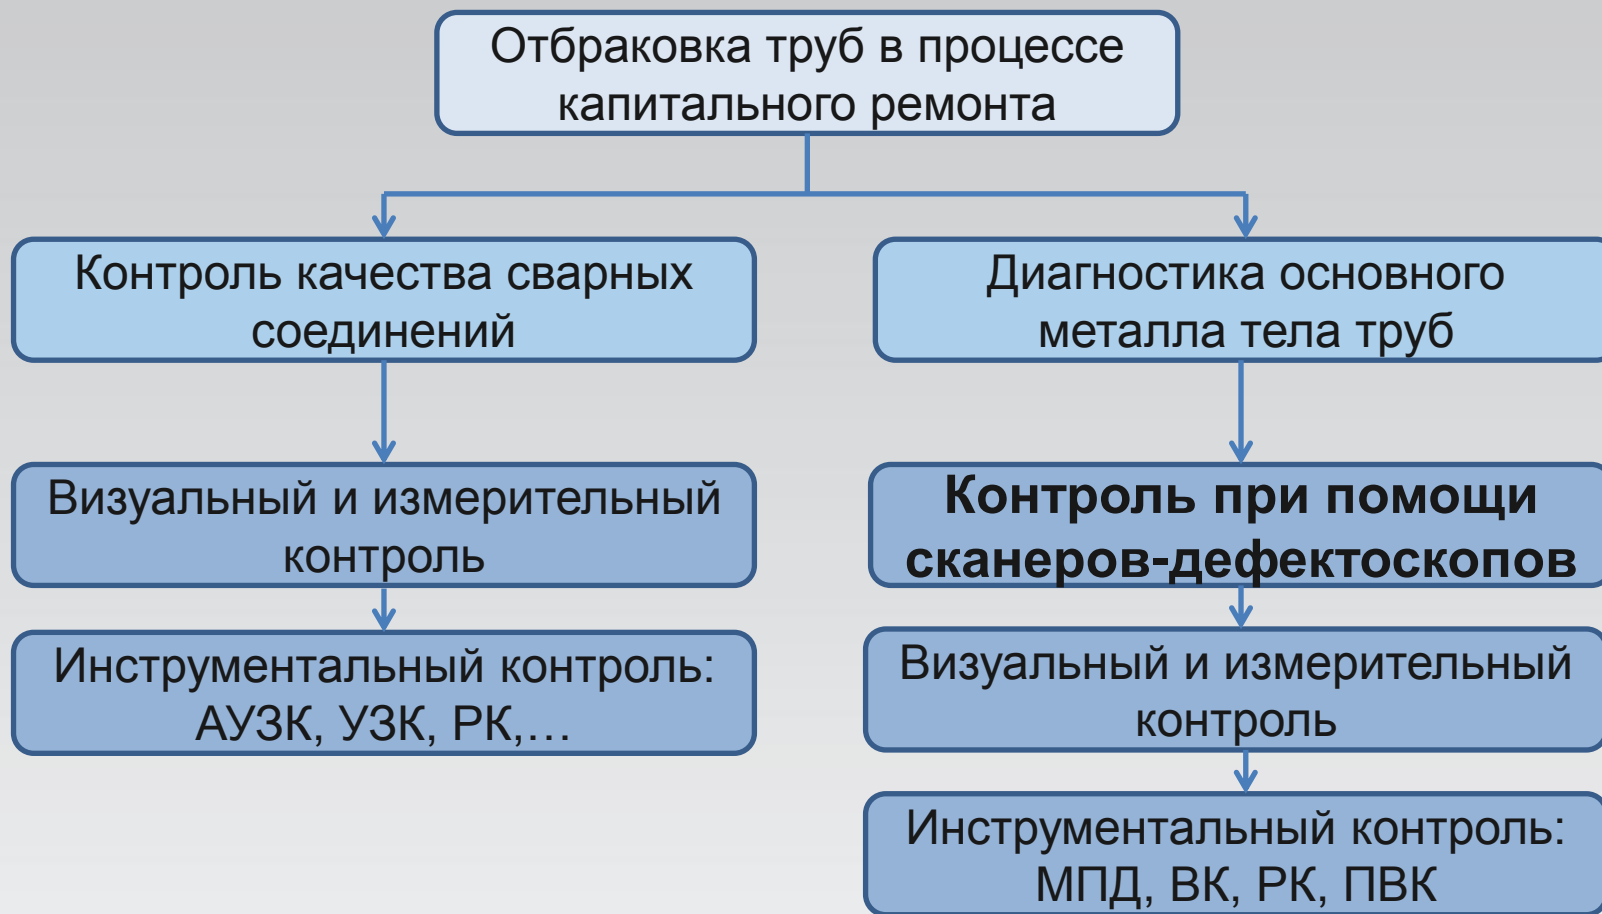 Отбраковка труб в процессе
капитального ремонта
Контроль качества сварных
соединений
Диагностика основного
металла тела труб
Визуальный и измерительный
контроль
Контроль при помощи
сканеров-дефектоскопов
Инструментальный контроль:
АУЗК, УЗК, РК,...
Визуальный и измерительный
контроль
Инструментальный контроль:
МПД, ВК, РК, ПВК